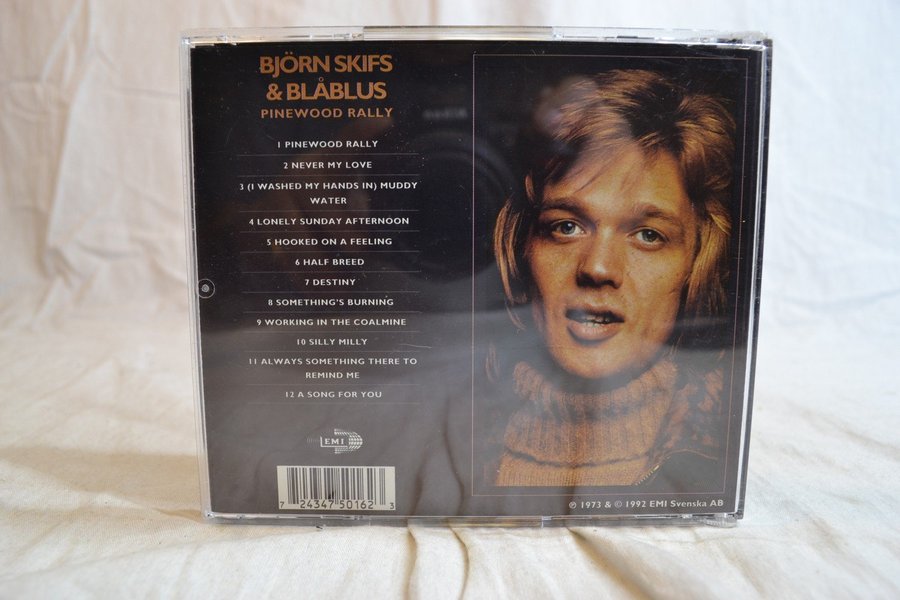 BJÖRN SKIFS
& BLÅBLUS
PINEWOOD RALLY
1 PINEWOOD RALLY
2 NEVER MY LOVE
3 (I WASHED MY HANDS IN) MUDDY
WATER
4 LONELY SUNDAY AFTERNOON
5 HOOKED ON A FEELING
6 HALF BREED
7 DESTINY
8 SOMETHING'S BURNING
9 WORKING IN THE COALMINE
10 SILLY MILLY
11 ALWAYS SOMETHING THERE TO
REMIND ME
12 A SONG FOR YOU
EMI
7 24347 50162 3
℗ 1973 & © 1992 EMI Svenska AB